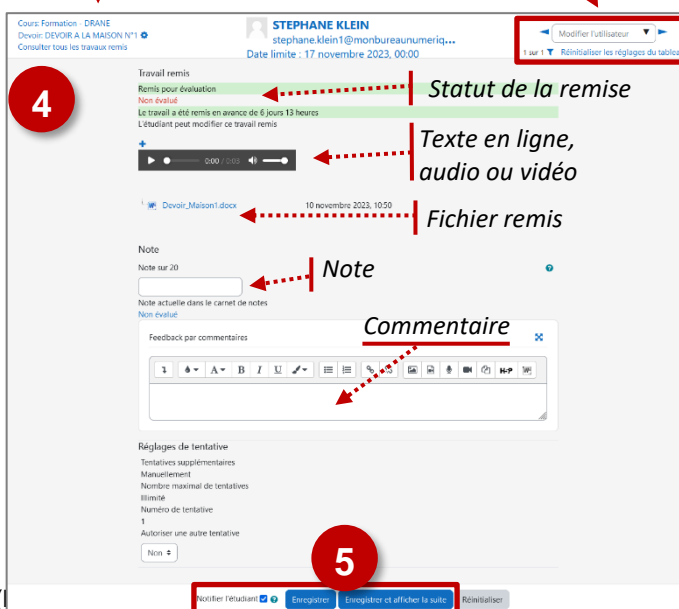 Cours: Formation - DRANE
Devoir: DEVOIR A LA MAISON N°1
Consulter tous les travaux remis
STEPHANE KLEIN
stephane.klein1@monbureaunumeriq...
Date limite : 17 novembre 2023, 00:00
Modifier l'utilisateur
1 sur 1 Réinitialiser les réglages du tablea
4
Travail remis
Remis pour évaluation
Non évalué
Le travail a été remis en avance de 6 jours 13 heures
L'étudiant peut modifier ce travail remis
Statut de la remise
0:00 / 0:03
Texte en ligne,
audio ou vidéo
Devoir_Maison1.docx 10 novembre 2023, 10:50
Fichier remis
Note
Note sur 20
Note
Note actuelle dans le carnet de notes
Non évalué
Commentaire
Feedback par commentaires
A B I U H-P
Réglages de tentative
Tentatives supplémentaires
Manuellement
Nombre maximal de tentatives
Illimité
Numéro de tentative
1
Autoriser une autre tentative
Non
5
Notifier l'étudiant Enregistrer Enregistrer et afficher la suite Réinitialiser